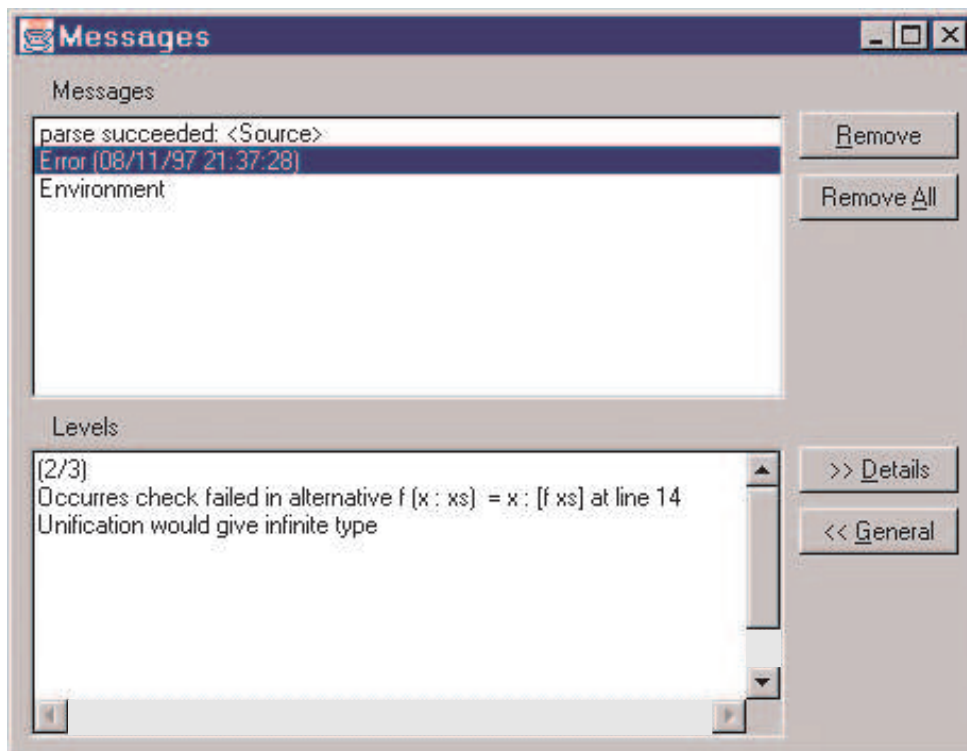 Messages
Messages
parse succeeded: <Source>
Error (08/11/97 21:37:28)
Environment
Remove
Remove All
Levels
(2/3)
Occurres check failed in alternative f (x : xs) = x : [f xs] at line 14
Unification would give infinite type
>> Details
<< General